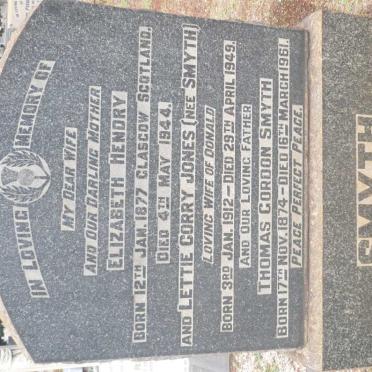 IN LOVING MEMORY OF
MY DEAR WIFE
AND OUR DARLING MOTHER
ELIZABETH HENDRY
BORN 12TH JAN. 1877 GLASGOW SCOTLAND.
DIED 4TH MAY 1944.
AND LETTIE CORRY JONES (NEE SMYTH)
LOVING WIFE OF DONALD
BORN 3RD JAN. 1912 — DIED 29TH APRIL 1949.
AND OUR LOVING FATHER
THOMAS GORDON SMYTH
BORN 17TH NOV. 1874 — DIED 16TH MARCH 1961.
PEACE PERFECT PEACE.
SMYTH